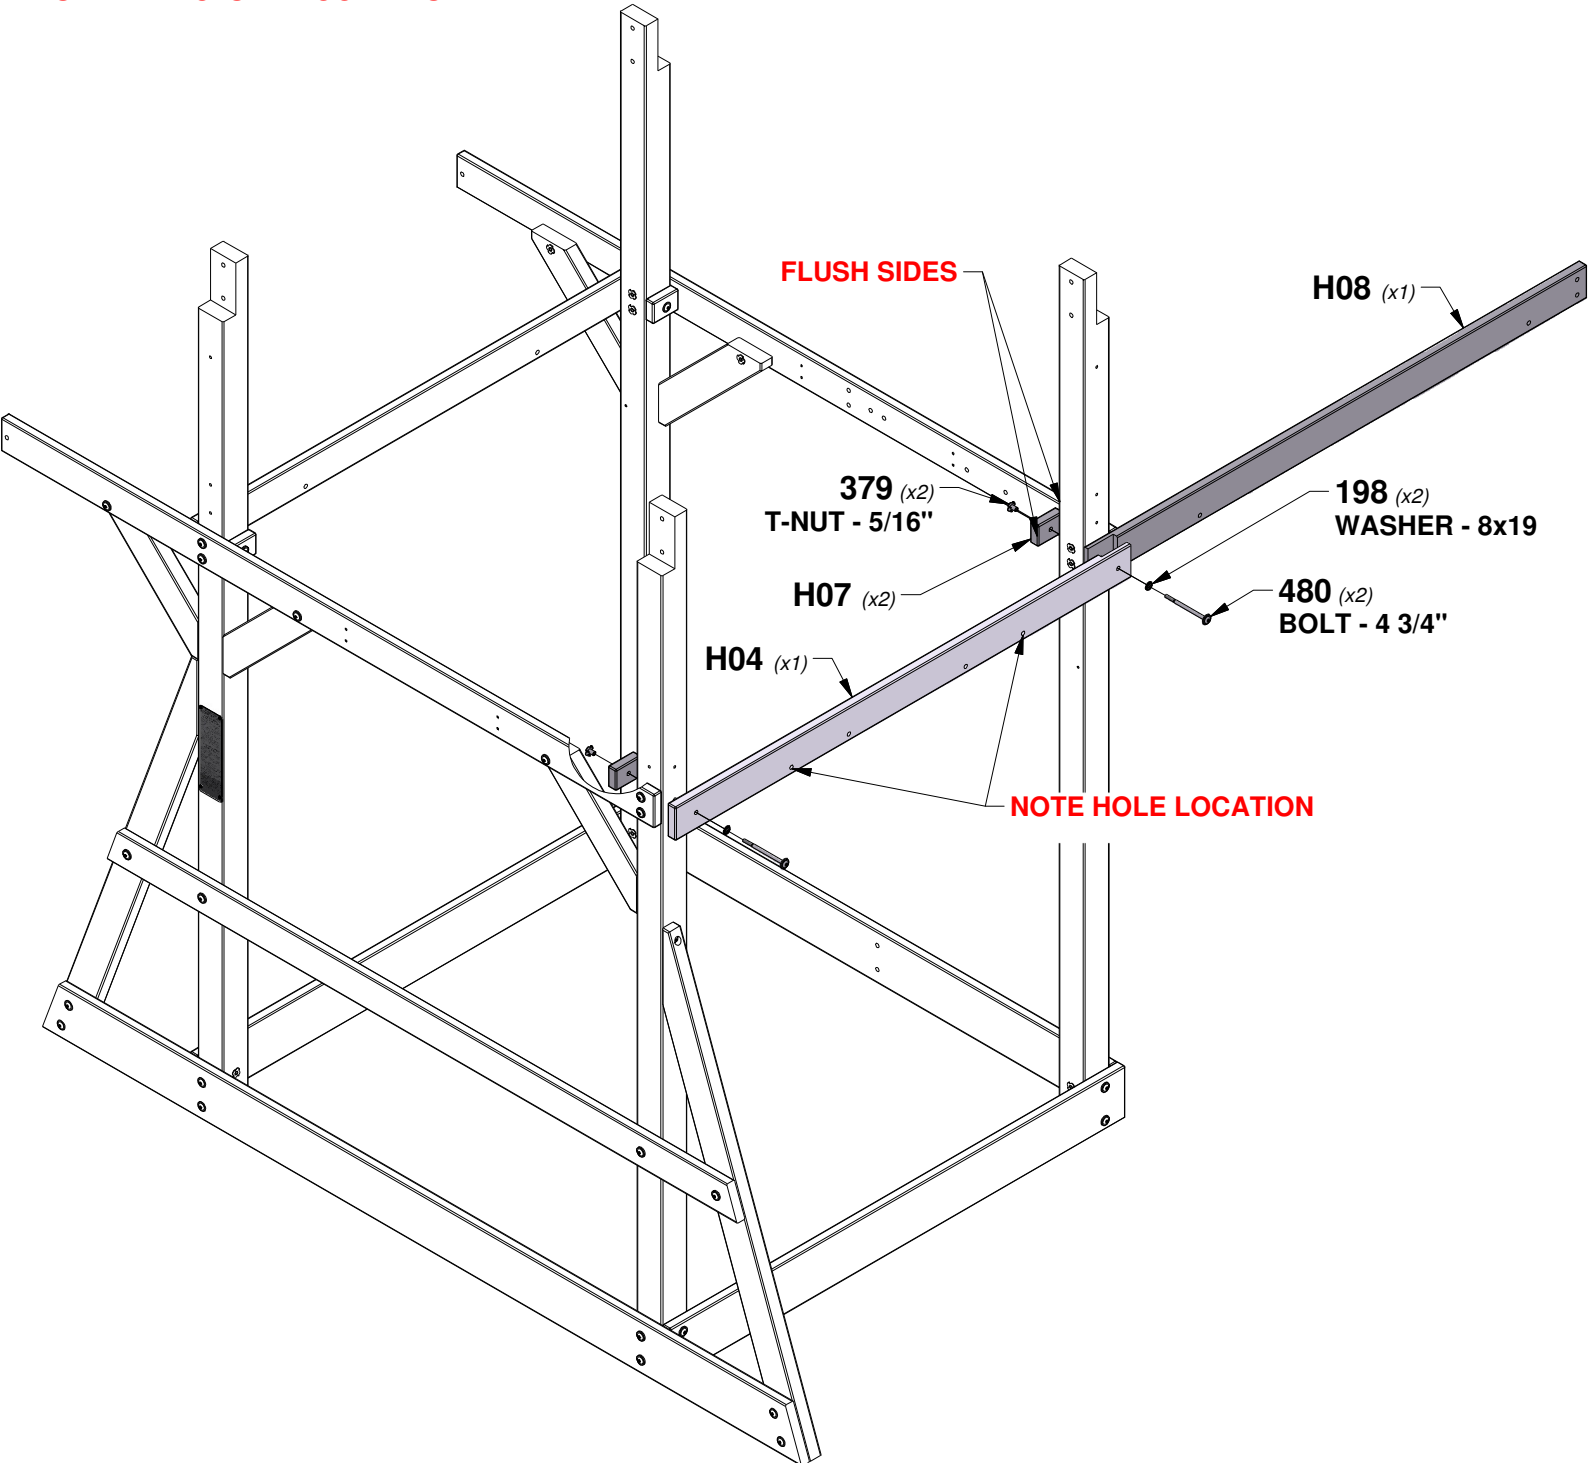 FLUSH SIDES
H08 (x1)
379 (x2)
T-NUT - 5/16"
198 (x2)
WASHER - 8x19
H07 (x2)
480 (x2)
BOLT - 4 3/4"
H04 (x1)
NOTE HOLE LOCATION